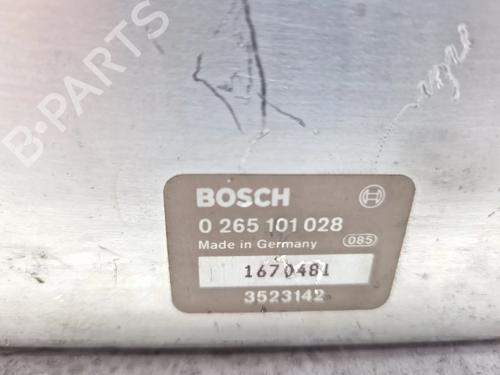 B-PARTS
BOSCH
0 265 101 028
Made in Germany 085
1670481
3523142